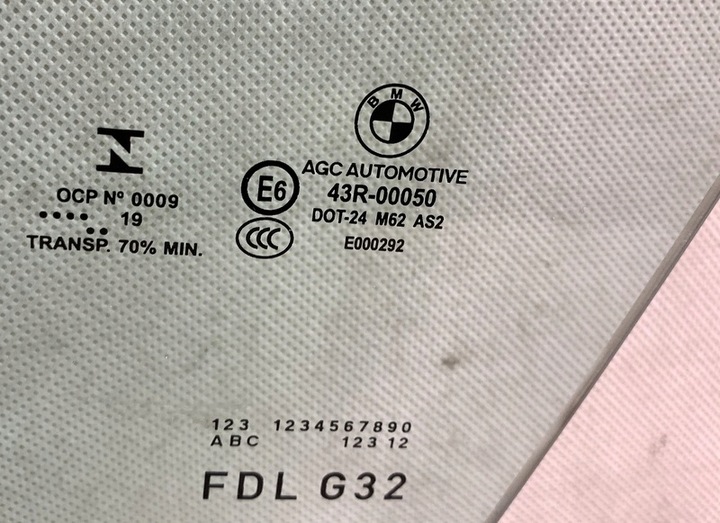 BMW
AGC AUTOMOTIVE
43R-00050
DOT-24 M62 AS2
E000292
E6
CCC
OCP Nº 0009
.... 19
..
TRANSP. 70% MIN.
123 1234567890
ABC 123 12
FDL G32